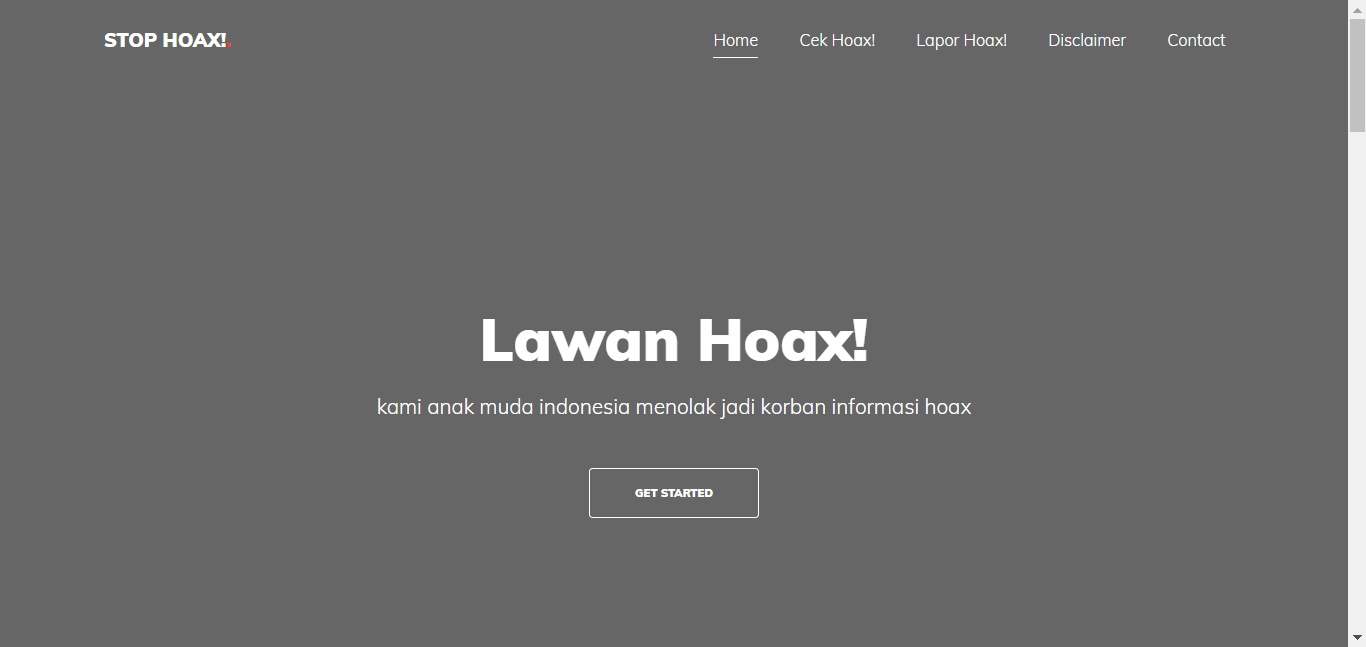 STOP HOAX!.
Home Cek Hoax! Lapor Hoax! Disclaimer Contact
Lawan Hoax!
kami anak muda indonesia menolak jadi korban informasi hoax
GET STARTED